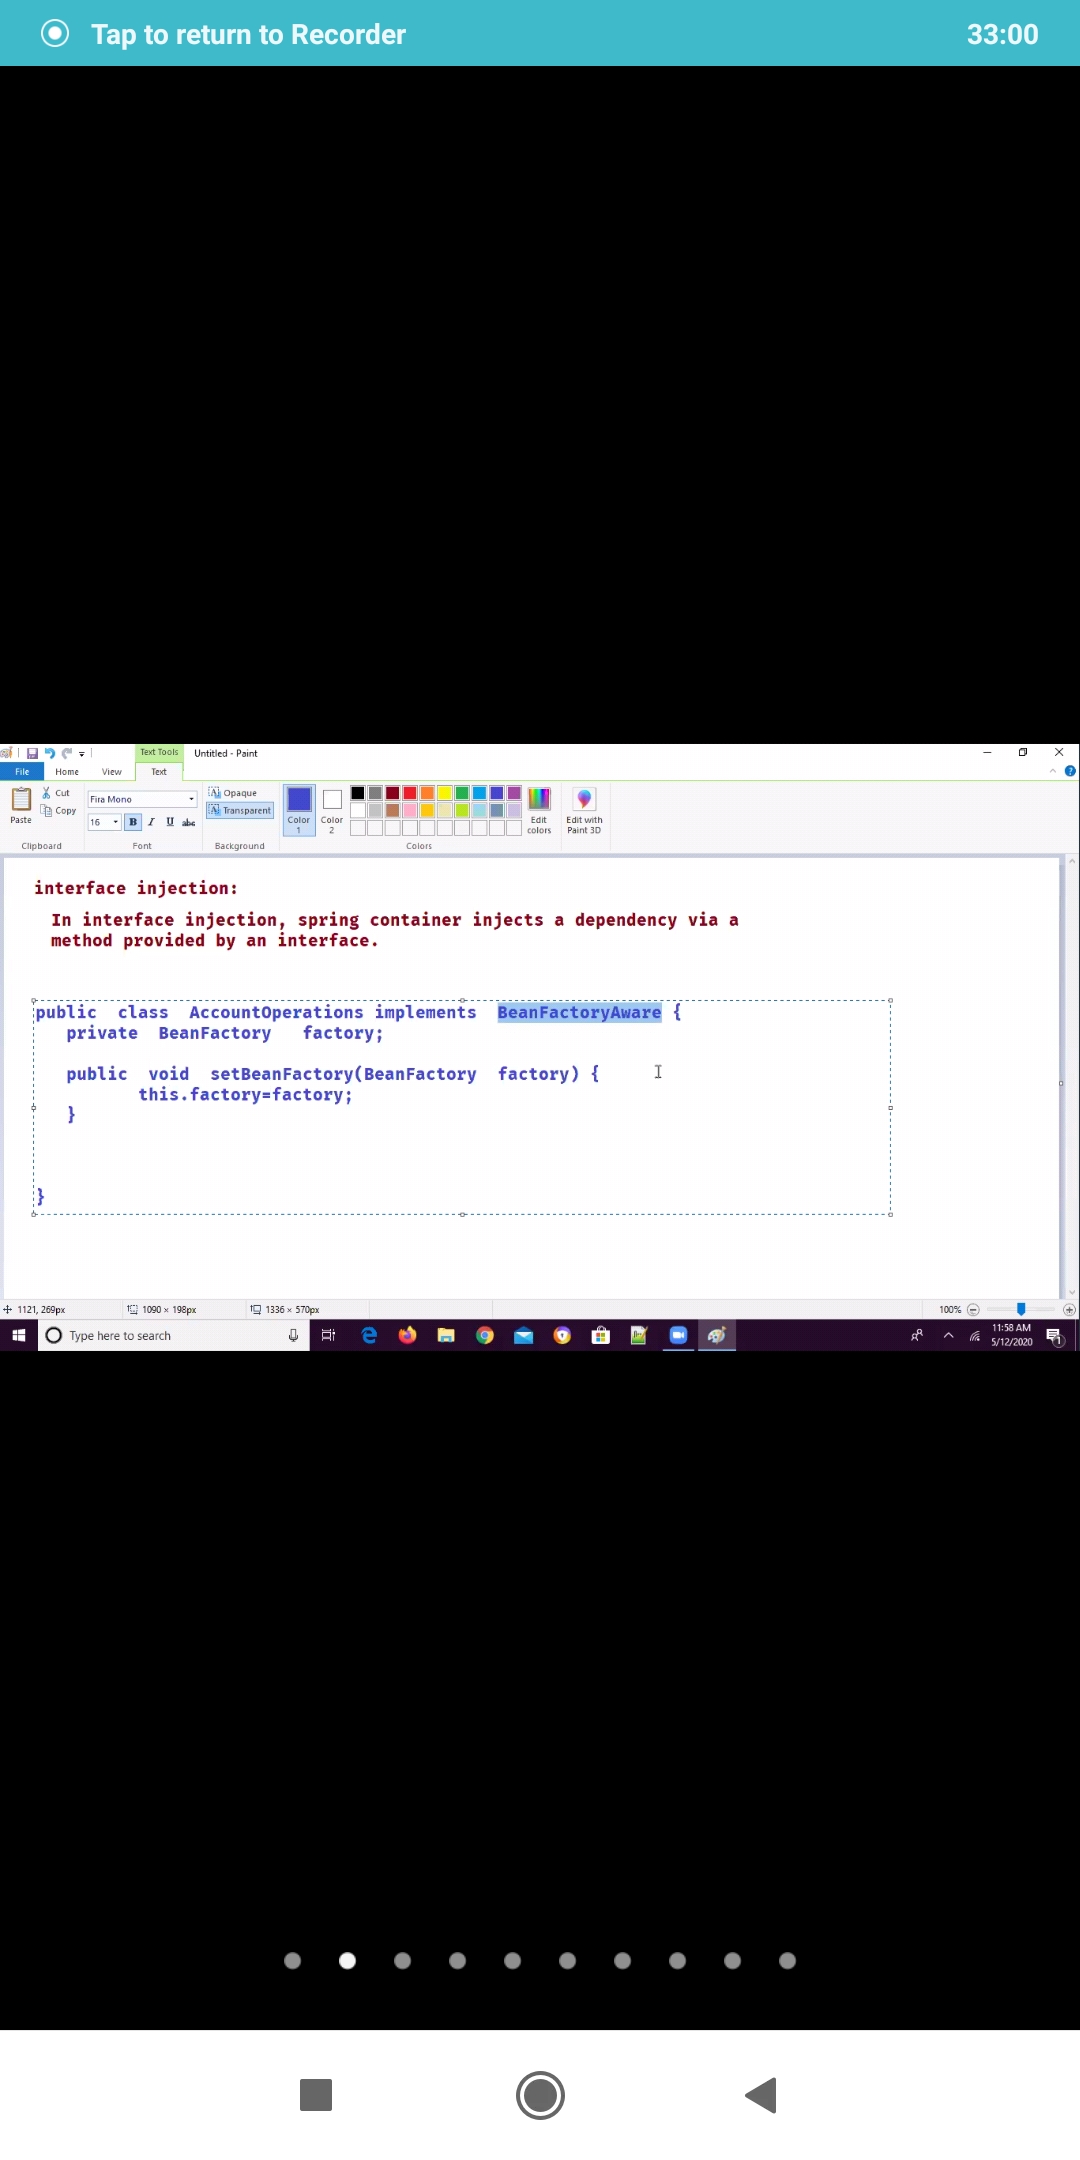 Tap to return to Recorder 33:00
Text Tools Untitled - Paint
File Home View Text
Paste Cut Copy
Clipboard
Fira Mono
16 B I U abc
Font
Opaque
Transparent
Background
Color 1 Color 2
Edit colors
Colors
Edit with Paint 3D
interface injection:
In interface injection, spring container injects a dependency via a
method provided by an interface.
public class AccountOperations implements BeanFactoryAware {
private BeanFactory factory;
public void setBeanFactory(BeanFactory factory) {
this.factory=factory;
}
}
1121, 269px 1090 × 198px 1336 × 570px 100%
Type here to search
11:58 AM
5/12/2020
1